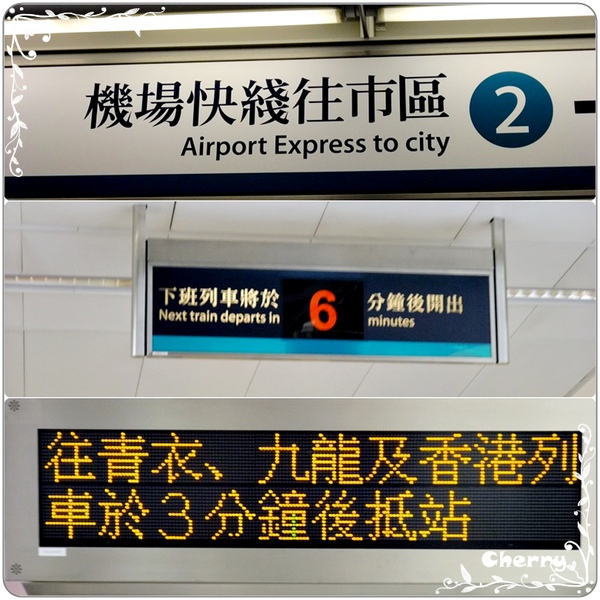 機場快綫往市區 2
Airport Express to city
下班列車將於 6 分鐘後開出
Next train departs in minutes
往青衣、九龍及香港列
車於3分鐘後抵站
Cherry